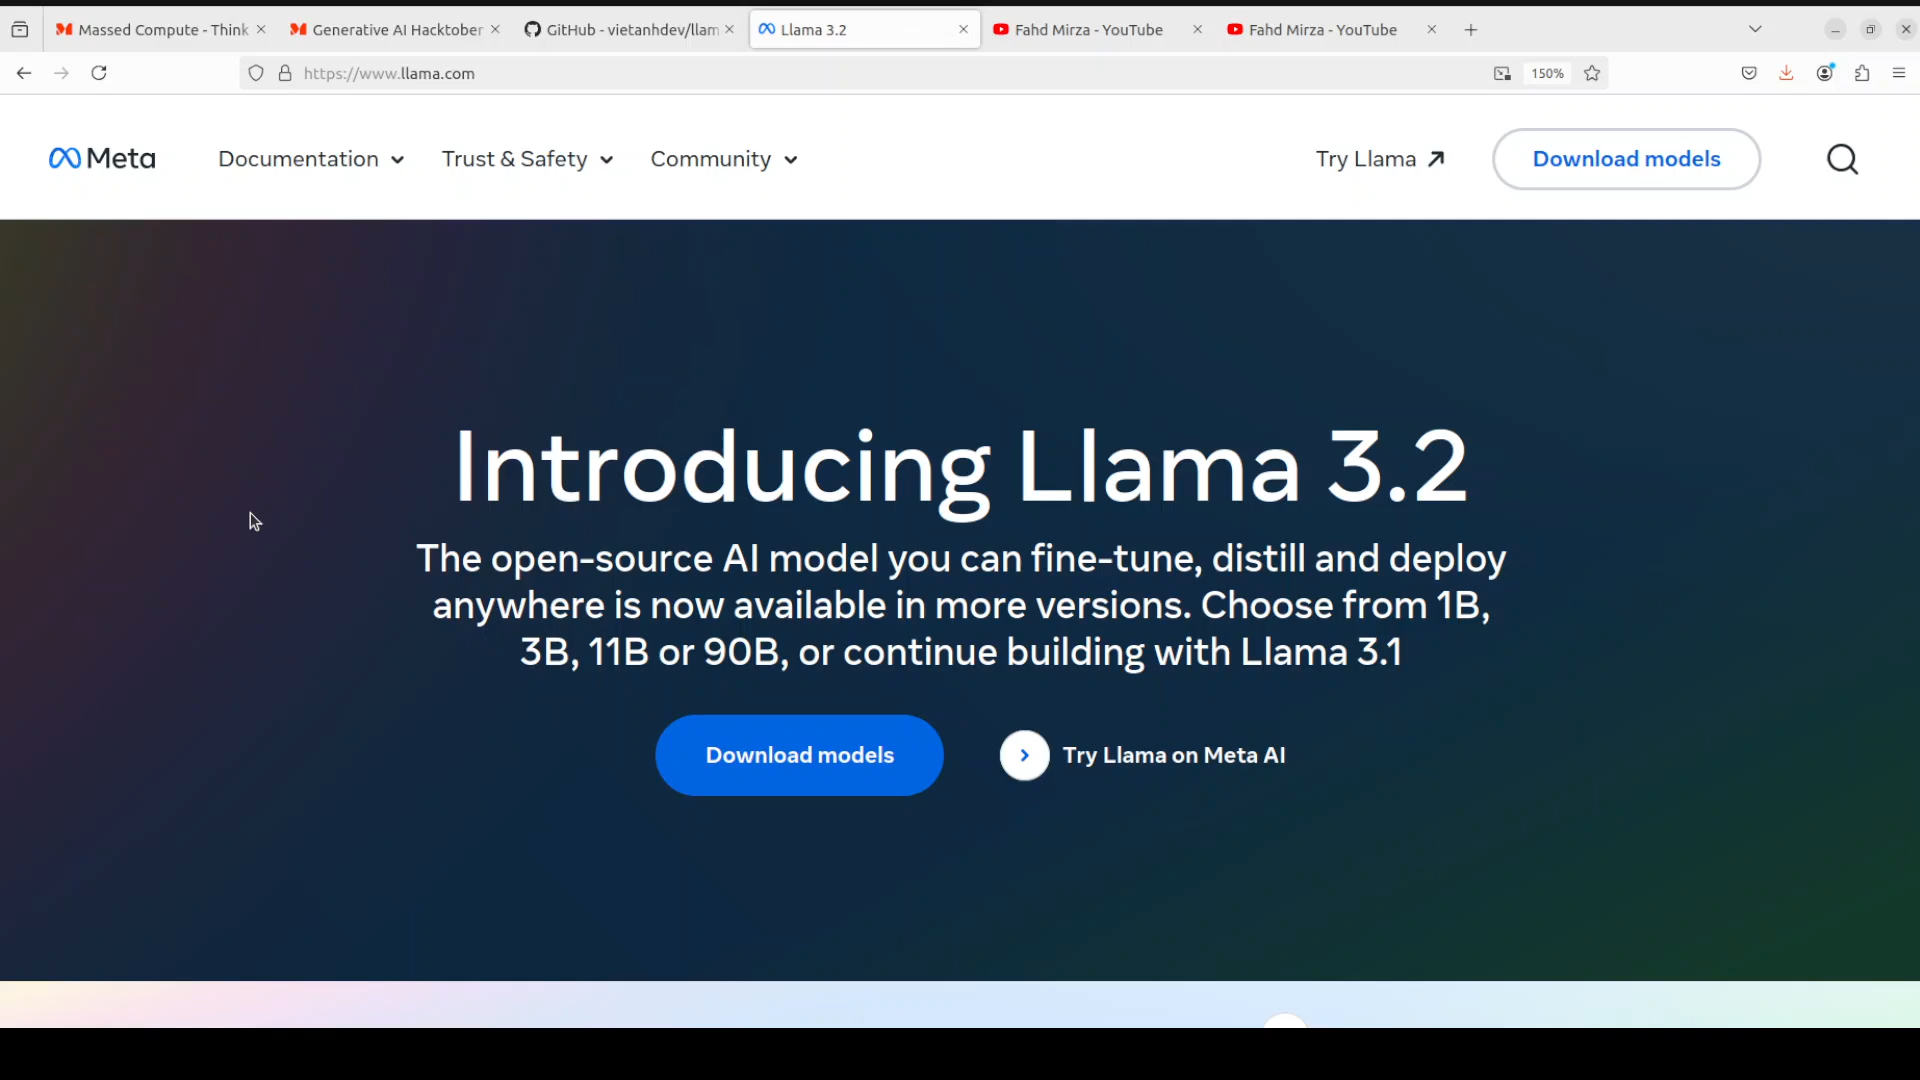 Massed Compute - Think
Generative AI Hacktober
GitHub - vietanhdev/llam
Llama 3.2
Fahd Mirza - YouTube
Fahd Mirza - YouTube
https://www.llama.com
150%
Meta
Documentation
Trust & Safety
Community
Try Llama
Download models
Introducing Llama 3.2
The open-source AI model you can fine-tune, distill and deploy
anywhere is now available in more versions. Choose from 1B,
3B, 11B or 90B, or continue building with Llama 3.1
Download models
Try Llama on Meta AI